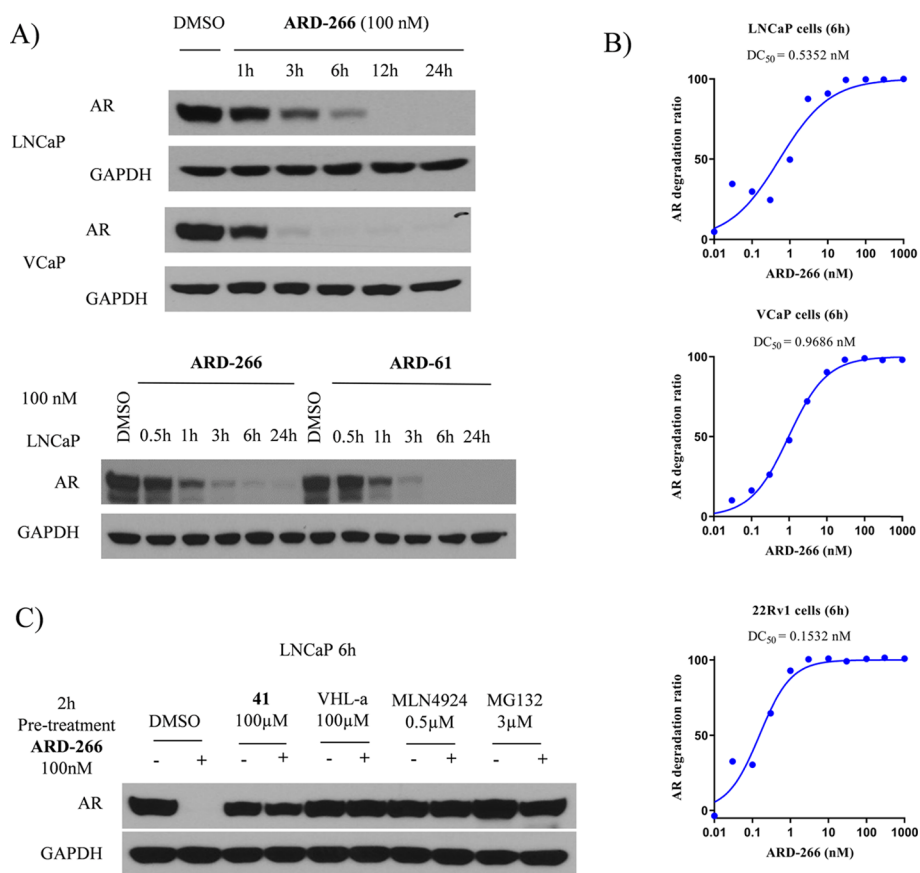 A)
DMSO ARD-266 (100 nM)
1h 3h 6h 12h 24h
AR
LNCaP
GAPDH
AR
VCaP
GAPDH
ARD-266 ARD-61
100 nM
DMSO DMSO
LNCaP 0.5h 1h 3h 6h 24h 0.5h 1h 3h 6h 24h
AR
GAPDH
B)
LNCaP cells (6h)
DC50 = 0.5352 nM
AR degradation ratio
100
50
0
0.01 0.1 1 10 100 1000
ARD-266 (nM)
VCaP cells (6h)
DC50 = 0.9686 nM
AR degradation ratio
100
50
0
0.01 0.1 1 10 100 1000
ARD-266 (nM)
22Rv1 cells (6h)
DC50 = 0.1532 nM
AR degradation ratio
100
50
0
0.01 0.1 1 10 100 1000
ARD-266 (nM)
C)
LNCaP 6h
2h
Pre-treatment
ARD-266
100nM
DMSO
41
100µM
VHL-a
100µM
MLN4924
0.5µM
MG132
3µM
- + - + - + - + - +
AR
GAPDH